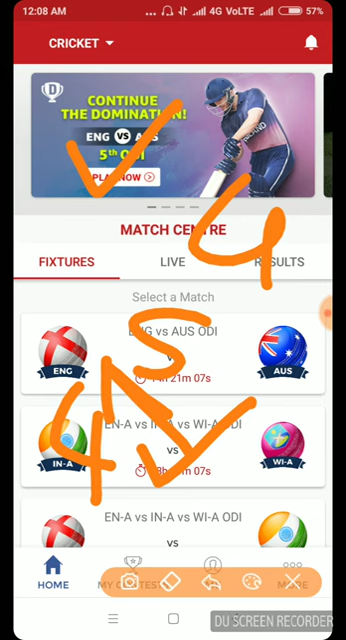 12:08 AM ... 4G VoLTE 57%
CRICKET
D
CONTINUE
THE DOMINATION!
ENG VS AUS
5th ODI
PLAY NOW
ENGLAND
MATCH CENTRE
FIXTURES LIVE RESULTS
Select a Match
ENG vs AUS ODI
vs
ENG AUS
14h 21m 07s
EN-A vs IN-A vs WI-A ODI
vs
IN-A WI-A
07s
EN-A vs IN-A vs WI-A ODI
vs
HOME MY CONTESTS MORE
DU SCREEN RECORDER